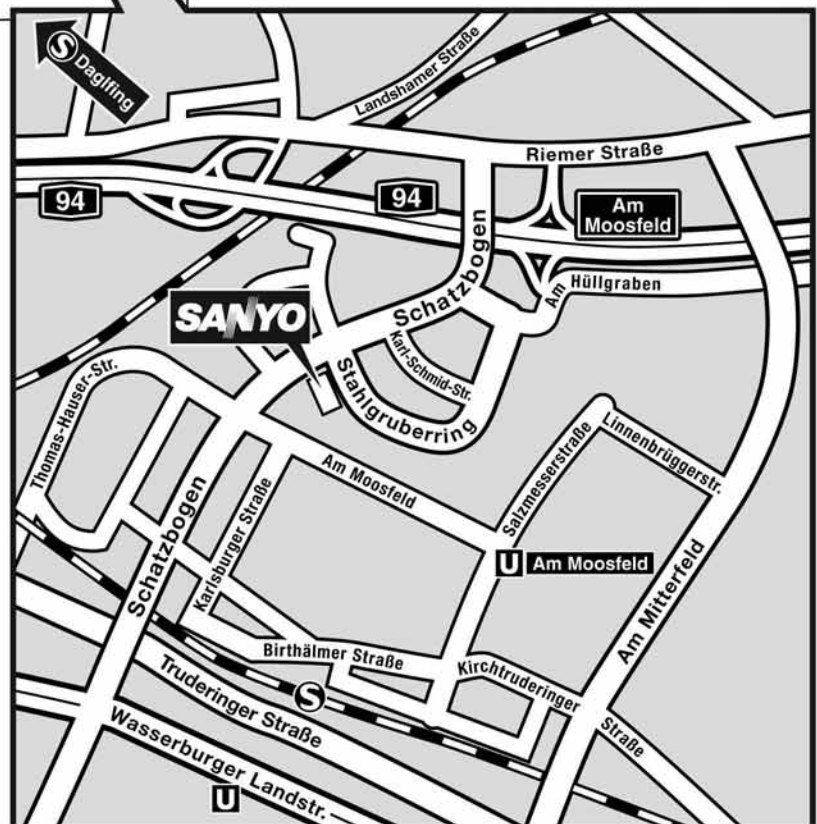 S Daglfing
Landshamer Straße
Riemer Straße
94
94
Am
Moosfeld
Schatzbogen
Am Hüllgraben
SANYO
Karl-Schmid-Str.
Stahlgruberring
Thomas-Hauser-Str.
Linnenbrüggerstr.
Salzmesserstraße
Am Moosfeld
Schatzbogen
Karlsburger Straße
U Am Moosfeld
Am Mitterfeld
Birthälmer Straße
Kirchtruderinger Straße
S
Truderinger Straße
Wasserburger Landstr.
U